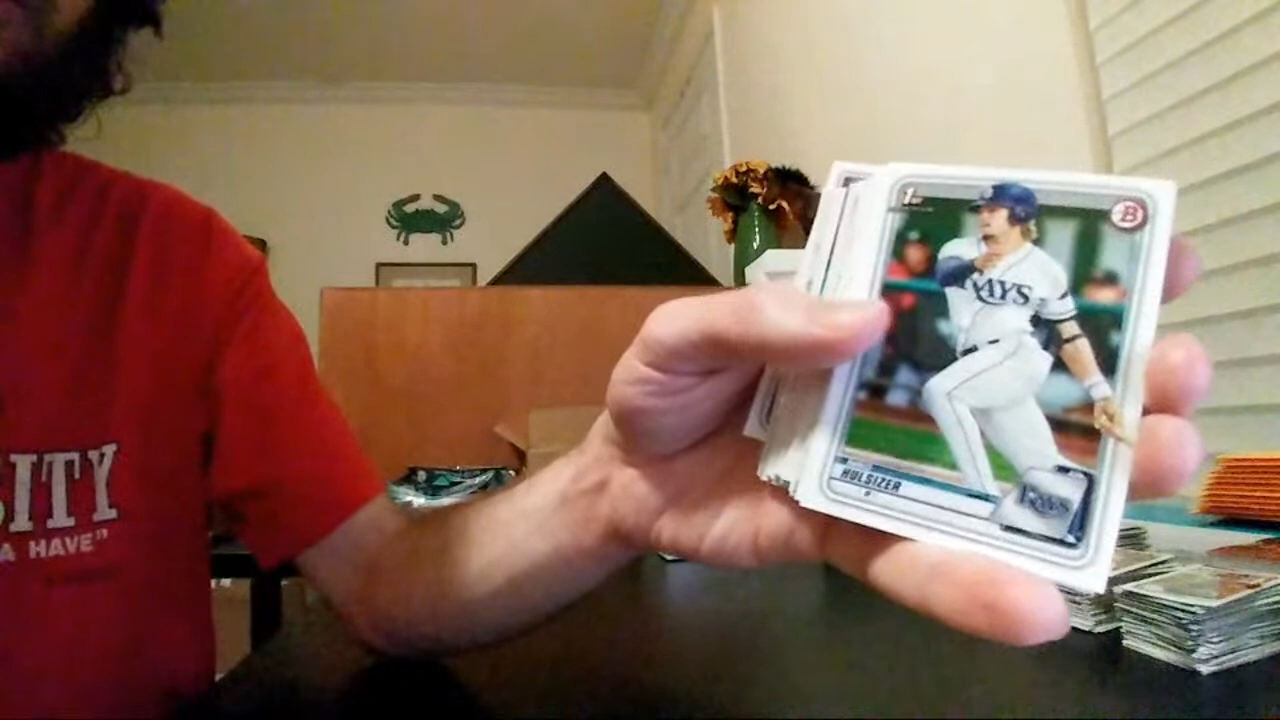 SITY
A HAVE"
1ST
B
RAYS
HULSIZER
RAYS